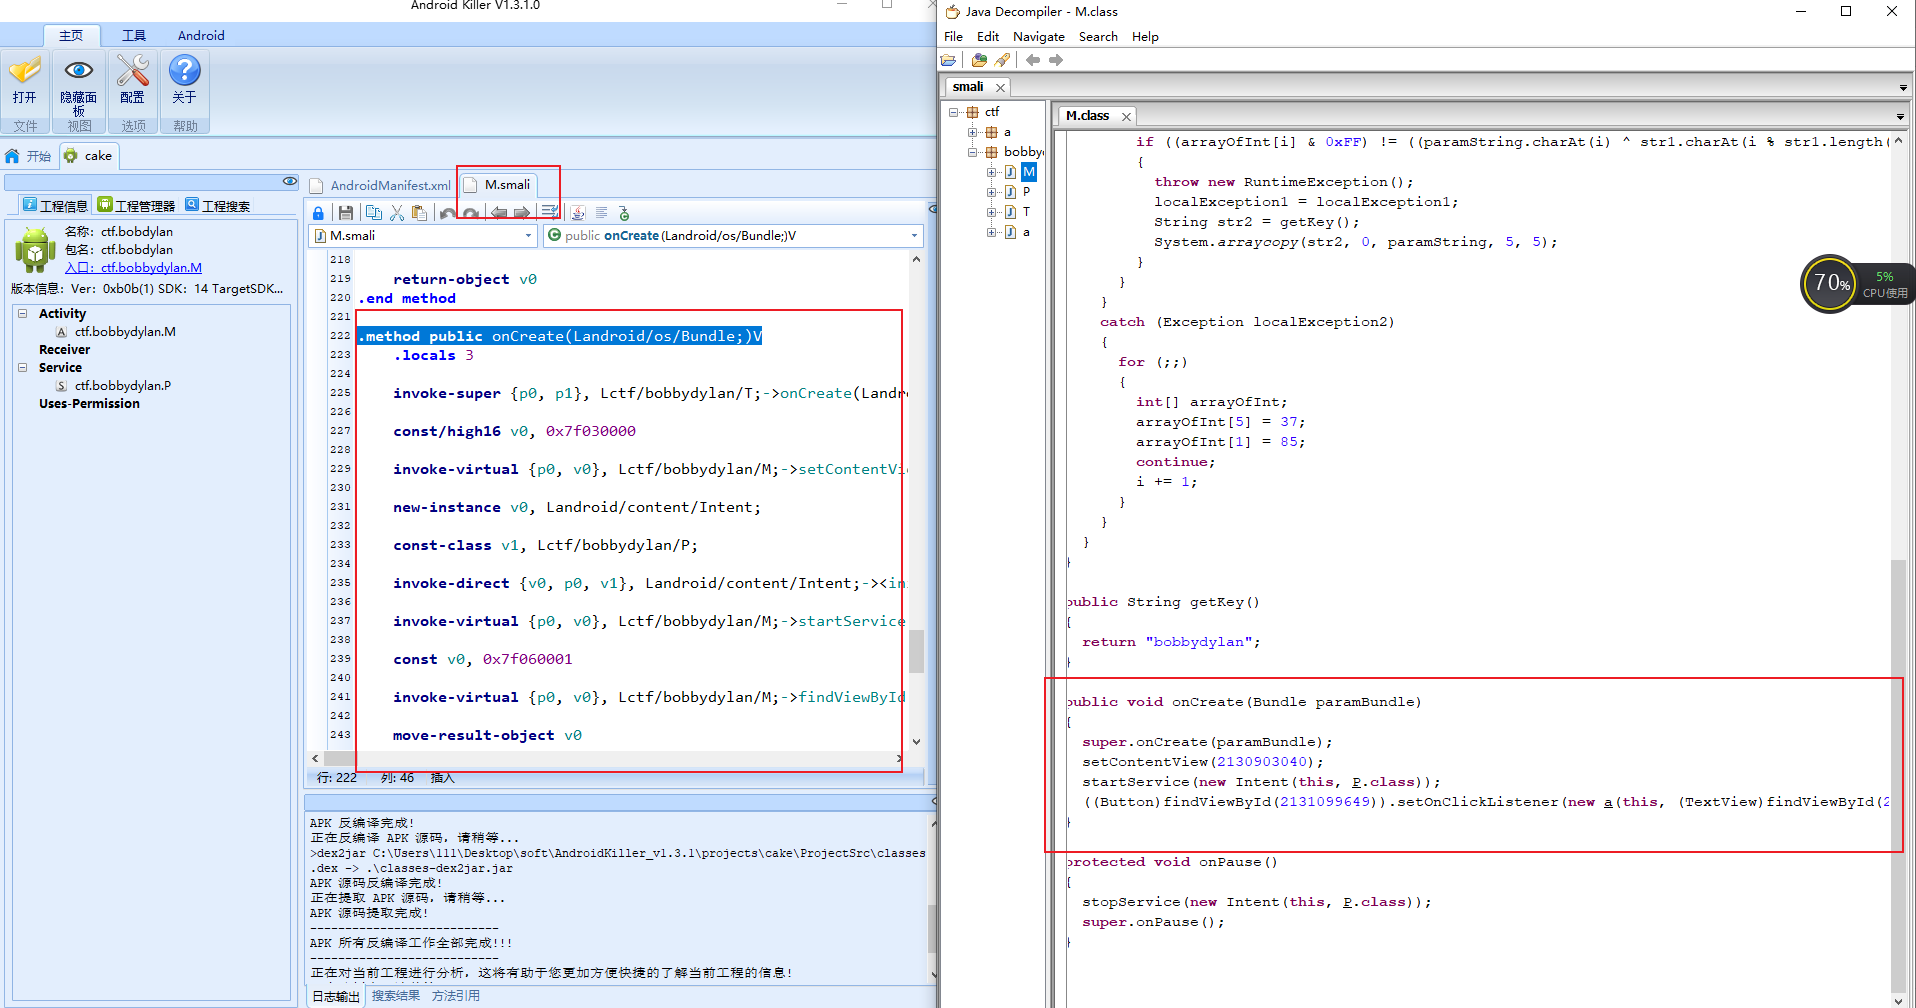 Android Killer V1.3.1.0
主页 工具 Android
打开 隐藏面板 配置 关于
文件 视图 选项 帮助
开始 cake
工程信息 工程管理器 工程搜索
名称: ctf.bobdylan
包名: ctf.bobbydylan
入口: ctf.bobbydylan.M
版本信息: Ver: 0xb0b(1) SDK: 14 TargetSDK...
Activity
A ctf.bobbydylan.M
Receiver
Service
S ctf.bobbydylan.P
Uses-Permission
AndroidManifest.xml M.smali
M.smali public onCreate(Landroid/os/Bundle;)V
218
219 return-object v0
220 .end method
221
222 .method public onCreate(Landroid/os/Bundle;)V
223 .locals 3
224
225 invoke-super {p0, p1}, Lctf/bobbydylan/T;->onCreate(Landro
226
227 const/high16 v0, 0x7f030000
228
229 invoke-virtual {p0, v0}, Lctf/bobbydylan/M;->setContentVi
230
231 new-instance v0, Landroid/content/Intent;
232
233 const-class v1, Lctf/bobbydylan/P;
234
235 invoke-direct {v0, p0, v1}, Landroid/content/Intent;-><in
236
237 invoke-virtual {p0, v0}, Lctf/bobbydylan/M;->startService
238
239 const v0, 0x7f060001
240
241 invoke-virtual {p0, v0}, Lctf/bobbydylan/M;->findViewById
242
243 move-result-object v0
行: 222 列: 46 插入
APK 反编译完成!
正在反编译 APK 源码, 请稍等...
>dex2jar C:\Users\lll\Desktop\soft\AndroidKiller_v1.3.1\projects\cake\ProjectSrc\classes
.dex -> .\classes-dex2jar.jar
APK 源码反编译完成!
正在提取 APK 源码, 请稍等...
APK 源码提取完成!
--------------------------
APK 所有反编译工作全部完成!!!
--------------------------
正在对当前工程进行分析, 这将有助于您更加方便快捷的了解当前工程的信息!
日志输出 搜索结果 方法引用
Java Decompiler - M.class
File Edit Navigate Search Help
smali
ctf
a
bobbyd
M
P
T
a
M.class
if ((arrayOfInt[i] & 0xFF) != ((paramString.charAt(i) ^ str1.charAt(i % str1.length(
{
throw new RuntimeException();
localException1 = localException1;
String str2 = getKey();
System.arraycopy(str2, 0, paramString, 5, 5);
}
}
}
catch (Exception localException2)
{
for (;;)
{
int[] arrayOfInt;
arrayOfInt[5] = 37;
arrayOfInt[1] = 85;
continue;
i += 1;
}
}
}
}
public String getKey()
{
return "bobbydylan";
}
public void onCreate(Bundle paramBundle)
{
super.onCreate(paramBundle);
setContentView(2130903040);
startService(new Intent(this, P.class));
((Button)findViewById(2131099649)).setOnClickListener(new a(this, (TextView)findViewById(2
}
protected void onPause()
{
stopService(new Intent(this, P.class));
super.onPause();
}
70% 5%
CPU使用